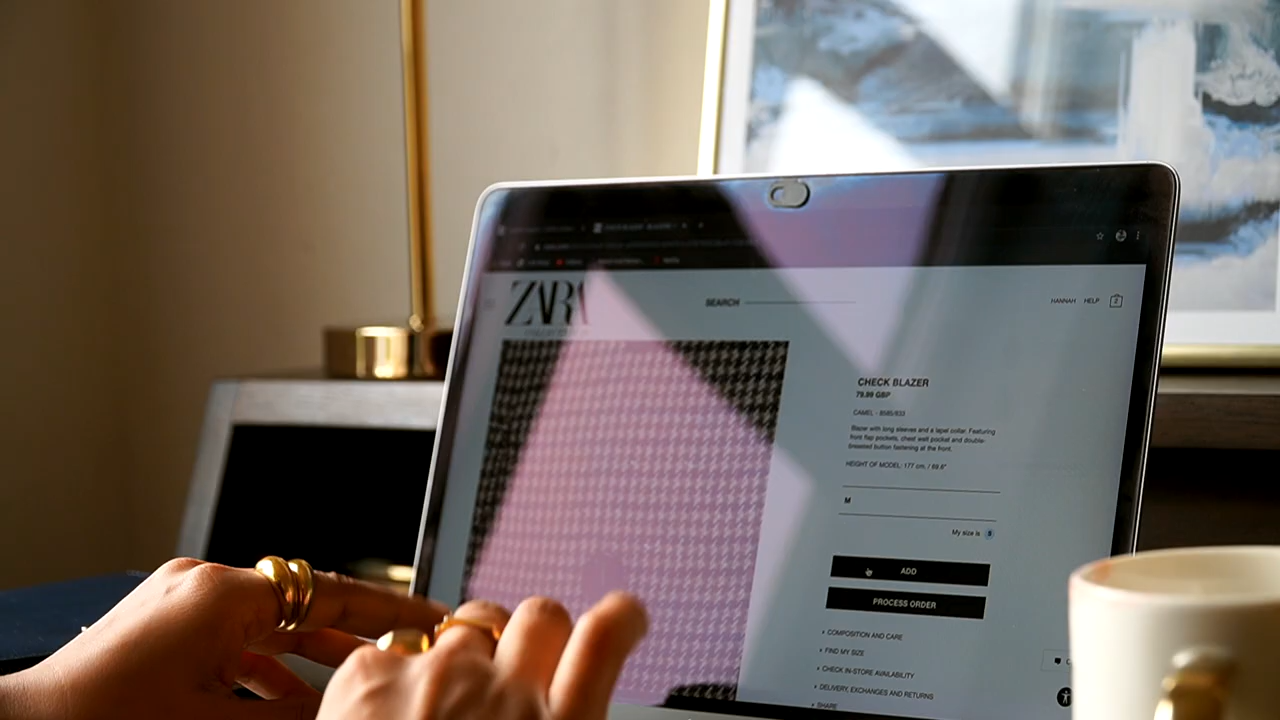 ZARA
SEARCH
HANNAH HELP
CHECK BLAZER
79.99 GBP
CAMEL - 8585/933
Blazer with long sleeves and a lapel collar. Featuring
front flap pockets, chest welt pocket and double-
breasted button fastening at the front.
HEIGHT OF MODEL: 177 cm. / 69.6"
M
My size is S
ADD
PROCESS ORDER
COMPOSITION AND CARE
FIND MY SIZE
CHECK IN-STORE AVAILABILITY
DELIVERY, EXCHANGES AND RETURNS
SHARE